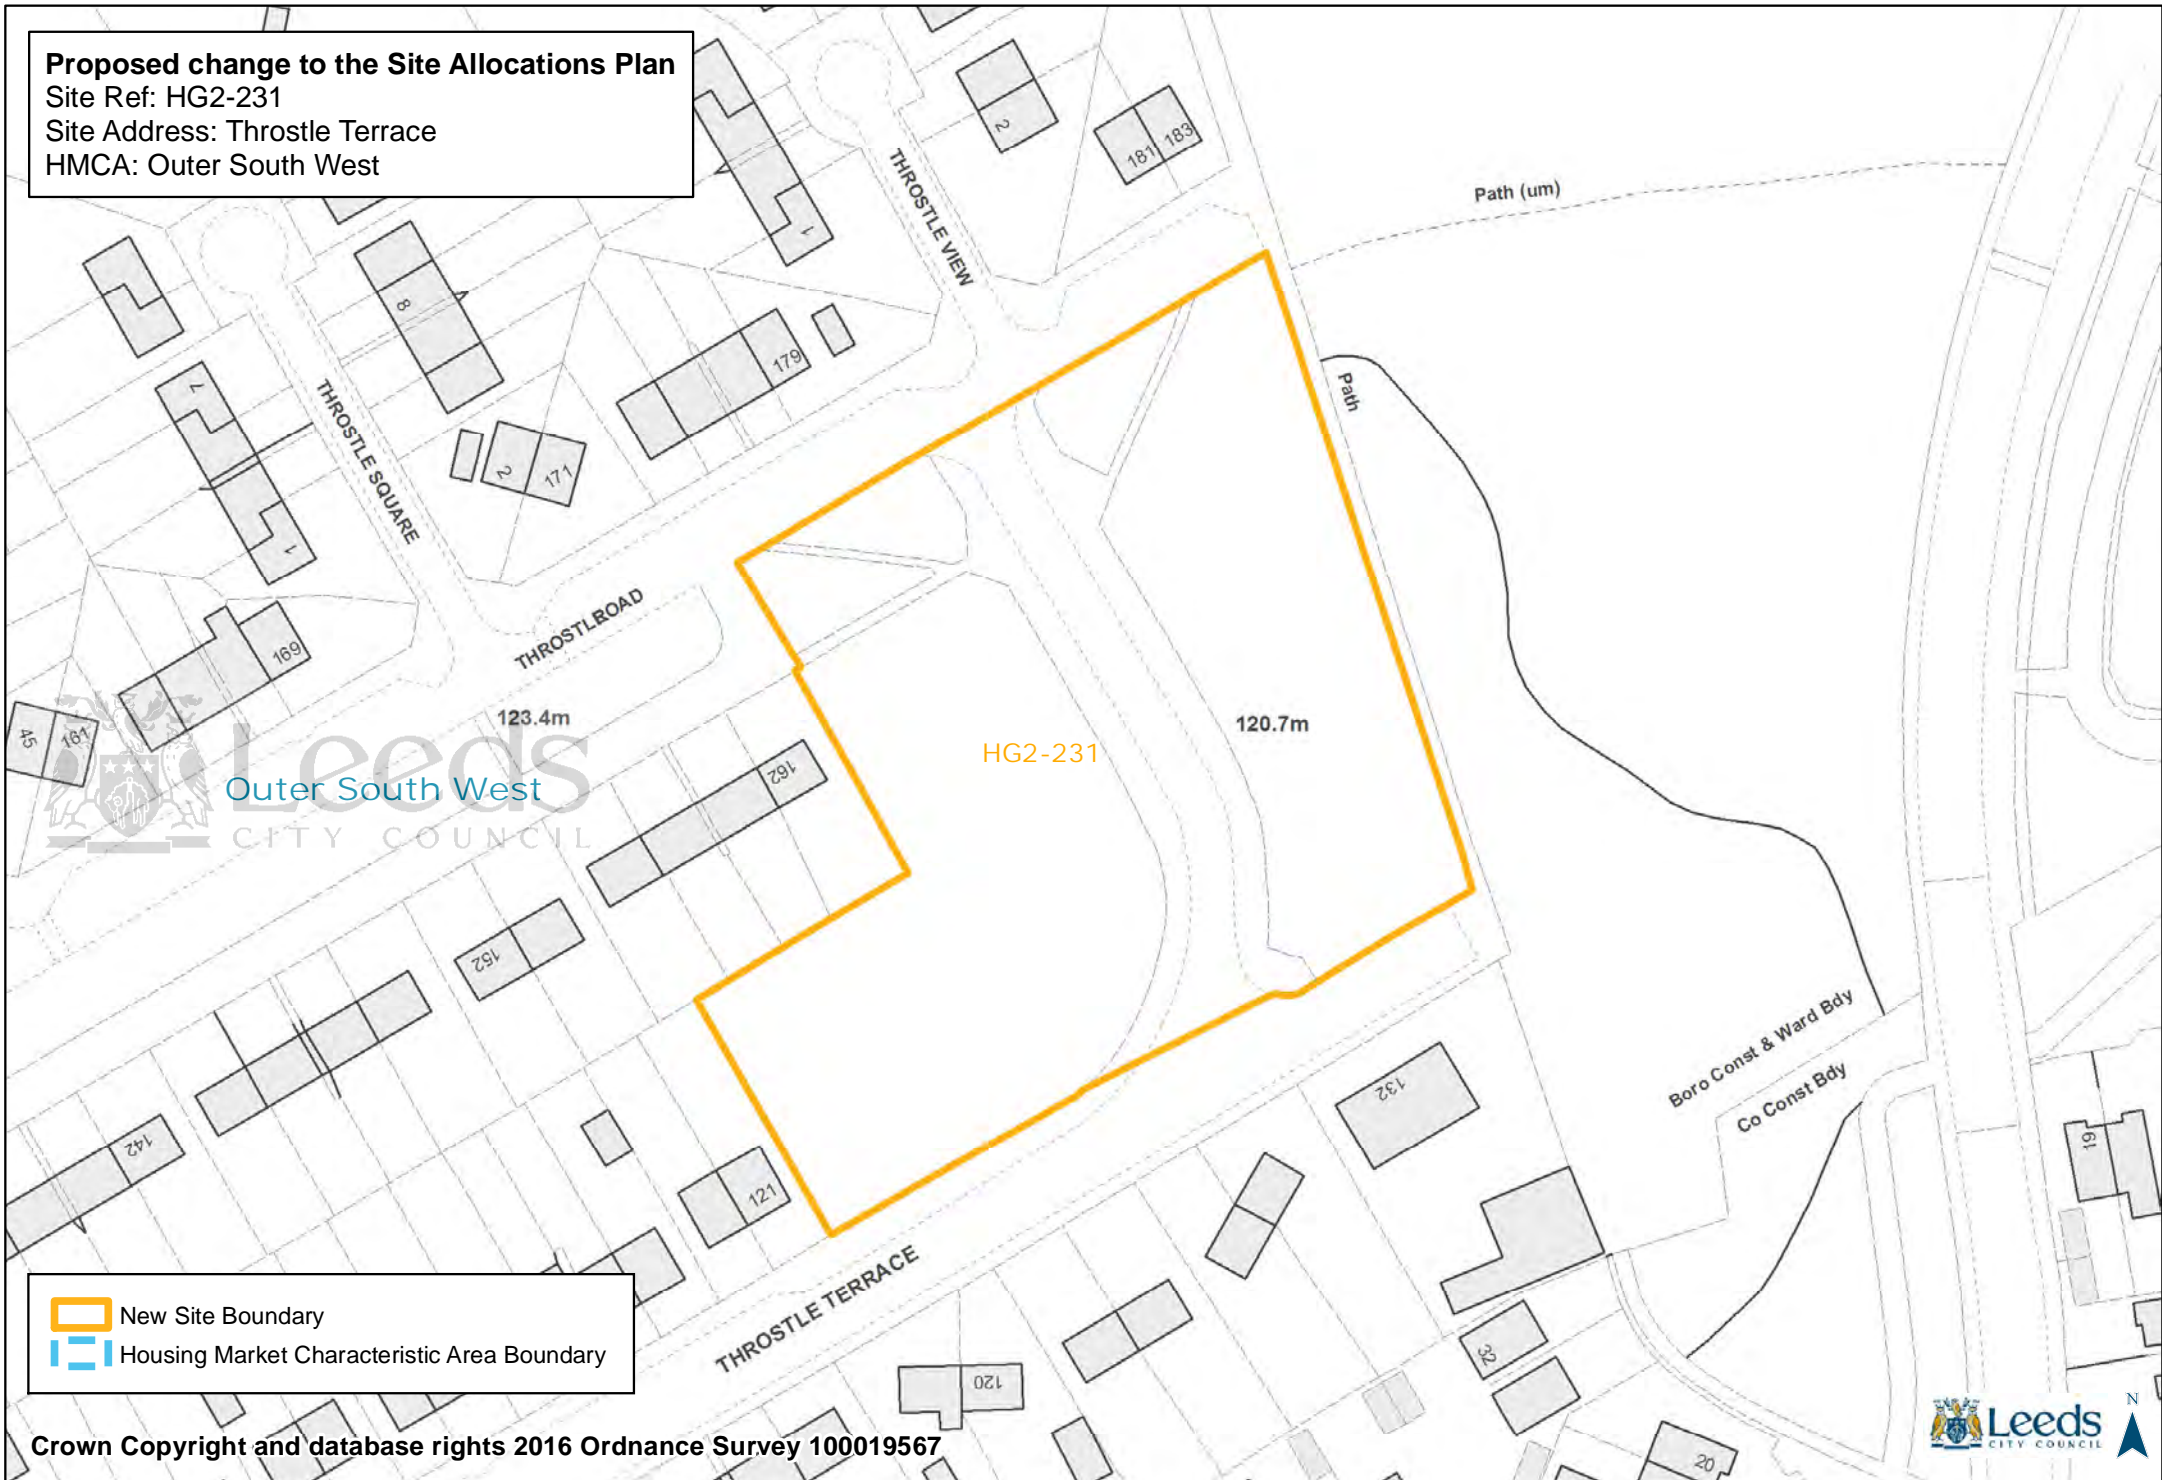 Proposed change to the Site Allocations Plan
Site Ref: HG2-231
Site Address: Throstle Terrace
HMCA: Outer South West
2
181
183
THROSTLE VIEW
Path (um)
1
8
7
179
Path
THROSTLE SQUARE
2
171
1
THROSTLROAD
169
45
161
123.4m
120.7m
HG2-231
162
Leeds
CITY COUNCIL
Outer South West
152
142
121
132
Boro Const & Ward Bdy
Co Const Bdy
19
THROSTLE TERRACE
32
120
20
New Site Boundary
Housing Market Characteristic Area Boundary
Crown Copyright and database rights 2016 Ordnance Survey 100019567
Leeds
CITY COUNCIL
N